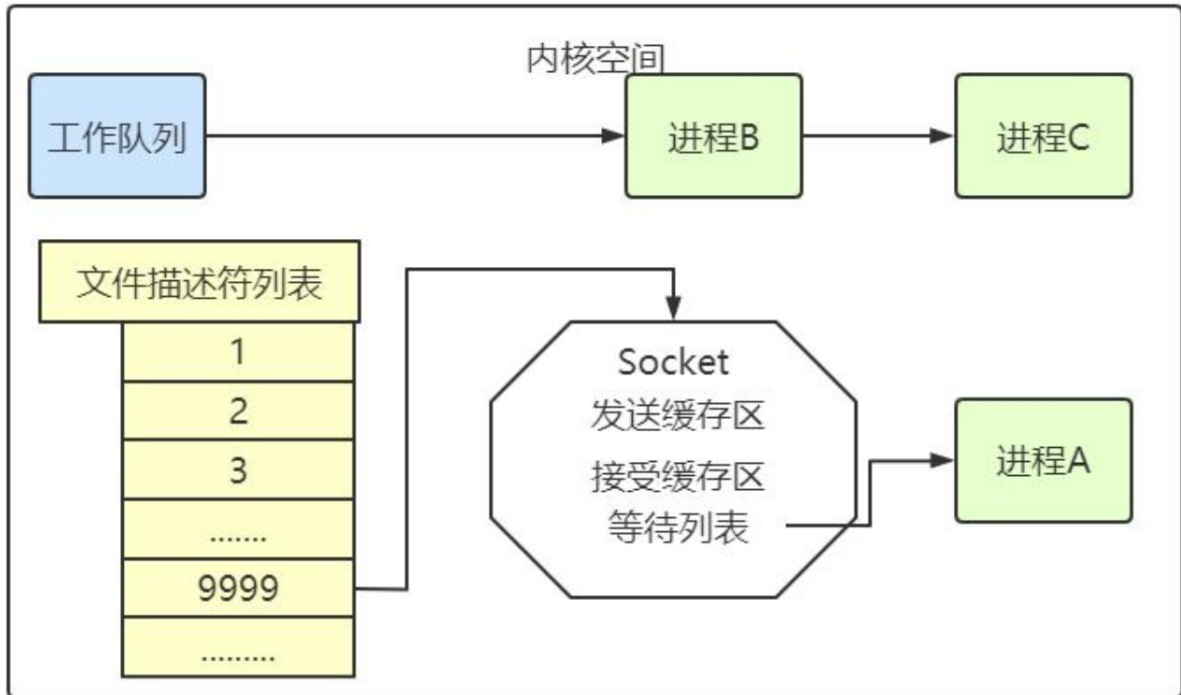 内核空间
工作队列
进程B
进程C
文件描述符列表
1
2
3
.......
9999
.........
Socket
发送缓存区
接受缓存区
等待列表
进程A